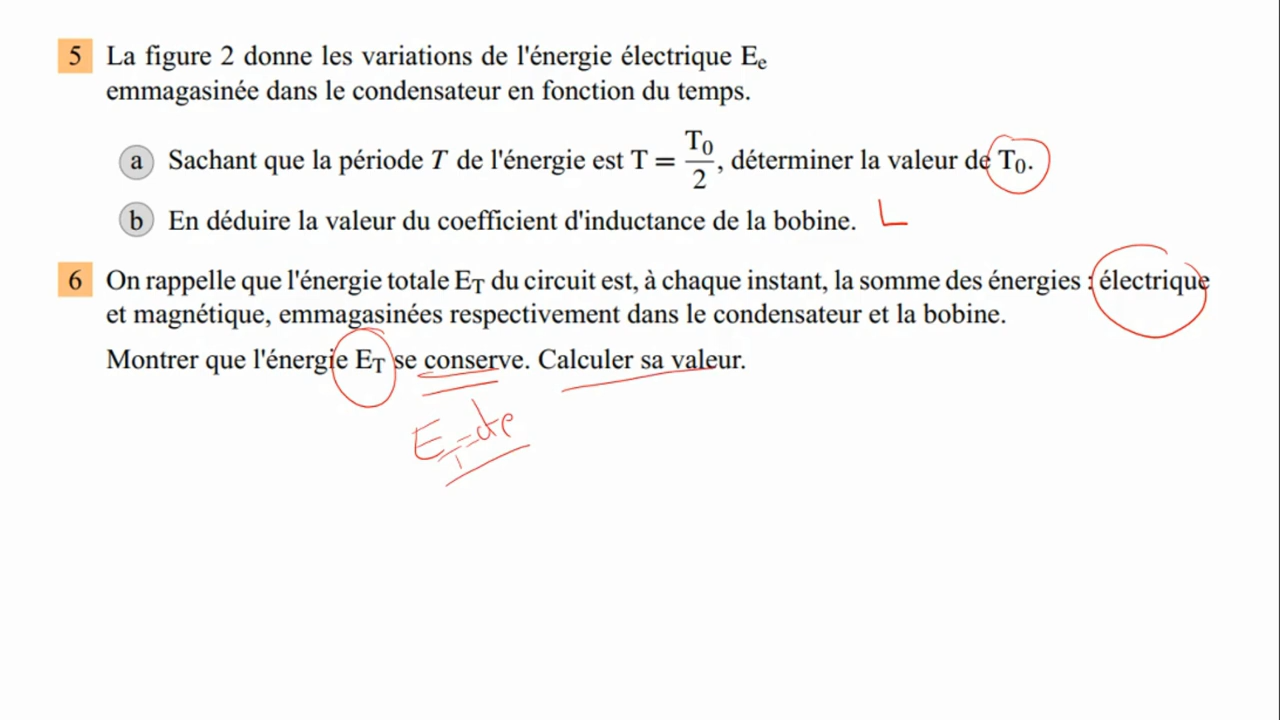 5 La figure 2 donne les variations de l'énergie électrique Ee
emmagasinée dans le condensateur en fonction du temps.
a Sachant que la période T de l'énergie est T = T0/2, déterminer la valeur de T0.
b En déduire la valeur du coefficient d'inductance de la bobine. L
6 On rappelle que l'énergie totale ET du circuit est, à chaque instant, la somme des énergies : électrique
et magnétique, emmagasinées respectivement dans le condensateur et la bobine.
Montrer que l'énergie ET se conserve. Calculer sa valeur.
ET =